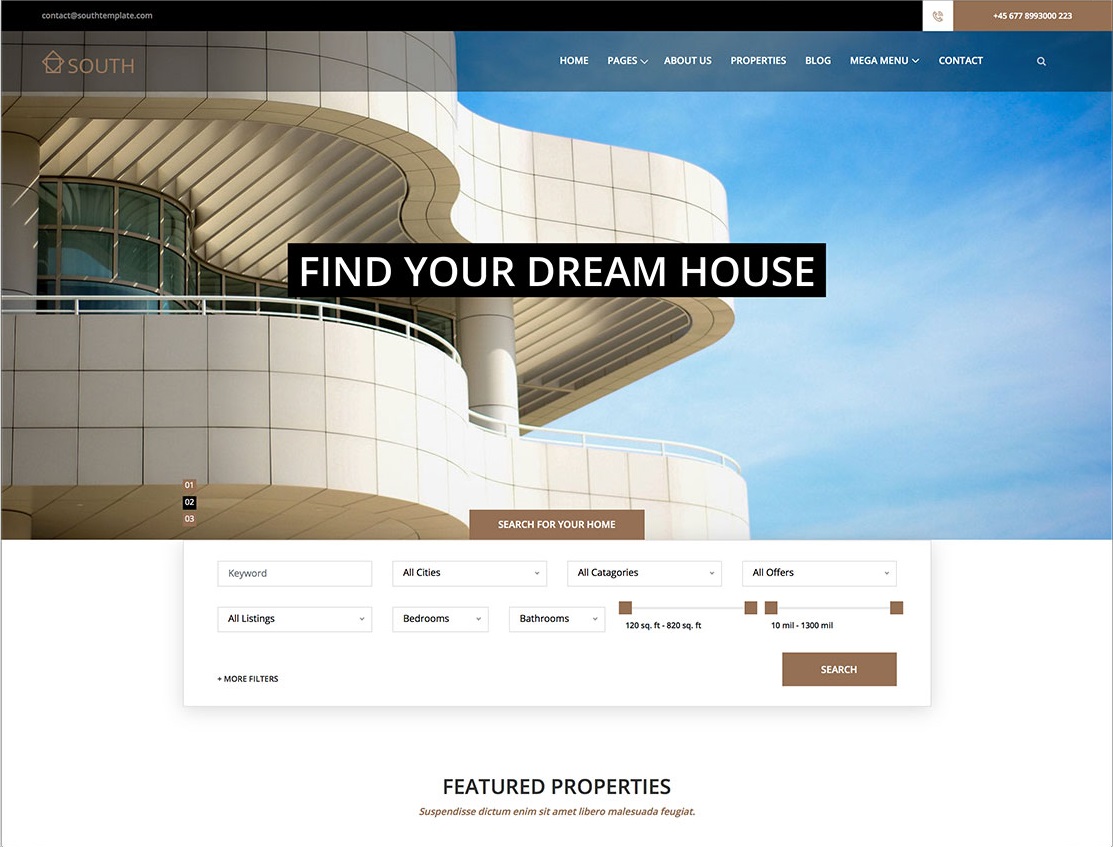 contact@southtemplate.com
+45 677 8993000 223
SOUTH
HOME PAGES ABOUT US PROPERTIES BLOG MEGA MENU CONTACT
FIND YOUR DREAM HOUSE
01
02
03
SEARCH FOR YOUR HOME
Keyword All Cities All Catagories All Offers
All Listings Bedrooms Bathrooms
120 sq. ft - 820 sq. ft 10 mil - 1300 mil
+ MORE FILTERS
SEARCH
FEATURED PROPERTIES
Suspendisse dictum enim sit amet libero malesuada feugiat.